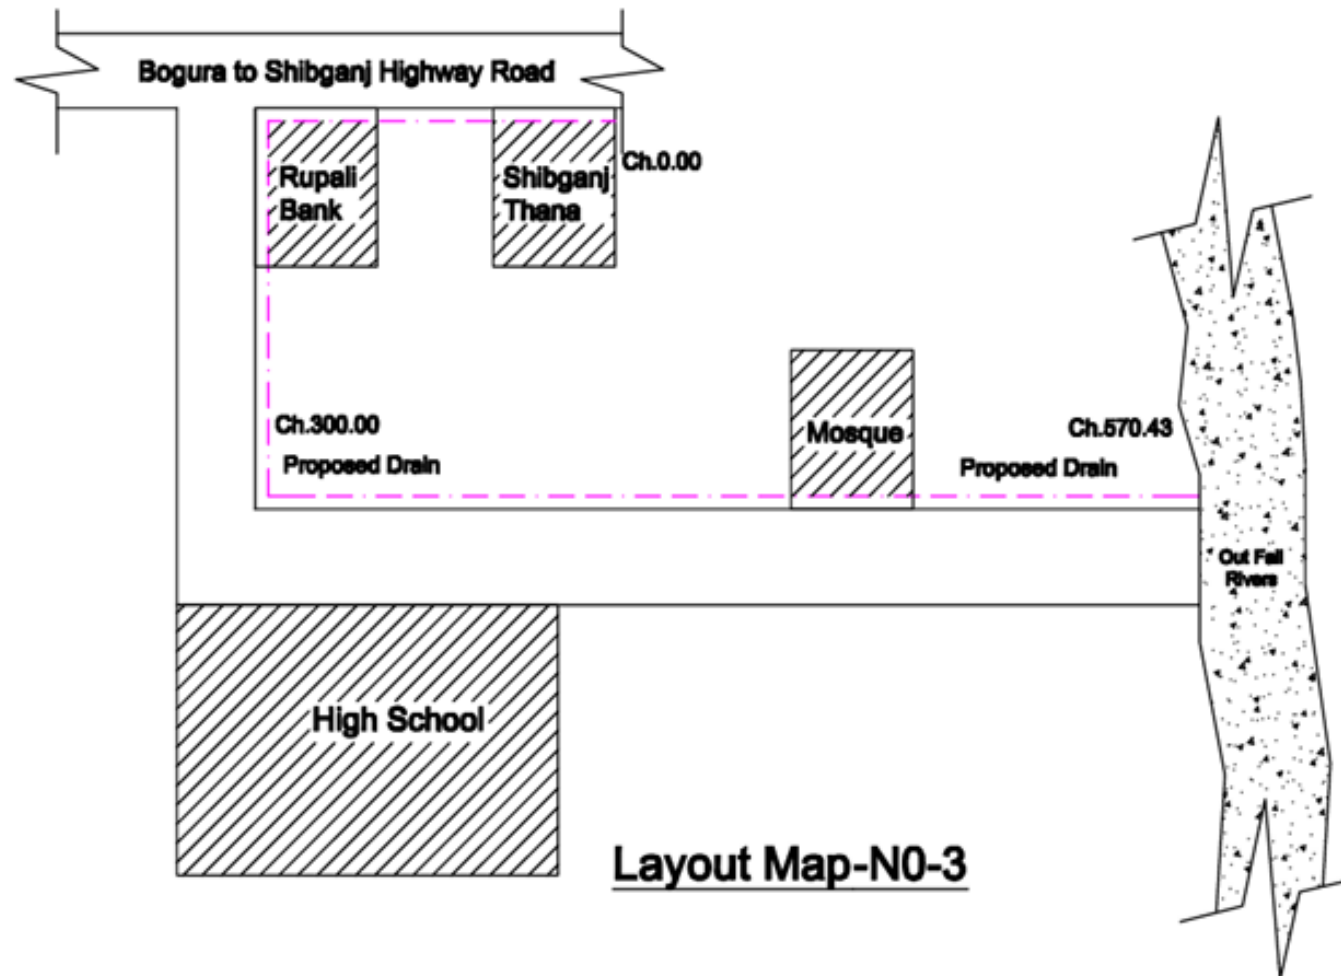 Bogura to Shibganj Highway Road
Rupali
Bank
Shibganj
Thana
Ch.0.00
Ch.300.00
Proposed Drain
Mosque
Ch.570.43
Proposed Drain
Out Fall
Rivers
High School
Layout Map-N0-3